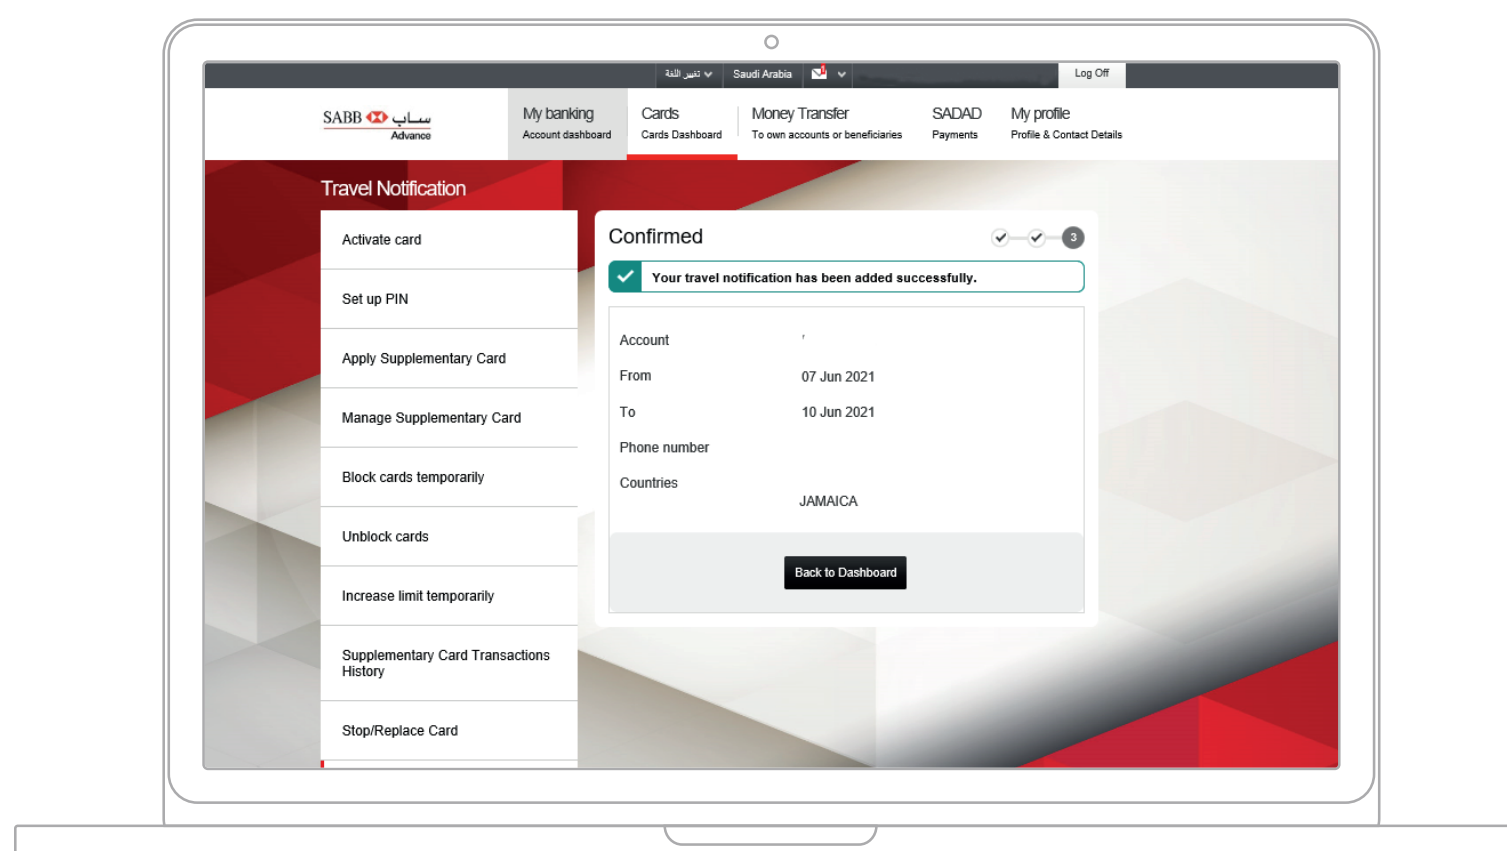 تغيير اللغة
Saudi Arabia
Log Off
SABB ساب
Advance
My banking
Account dashboard
Cards
Cards Dashboard
Money Transfer
To own accounts or beneficiaries
SADAD
Payments
My profile
Profile & Contact Details
Travel Notification
Activate card
Set up PIN
Apply Supplementary Card
Manage Supplementary Card
Block cards temporarily
Unblock cards
Increase limit temporarily
Supplementary Card Transactions
History
Stop/Replace Card
Confirmed
3
Your travel notification has been added successfully.
Account
From 07 Jun 2021
To 10 Jun 2021
Phone number
Countries
JAMAICA
Back to Dashboard